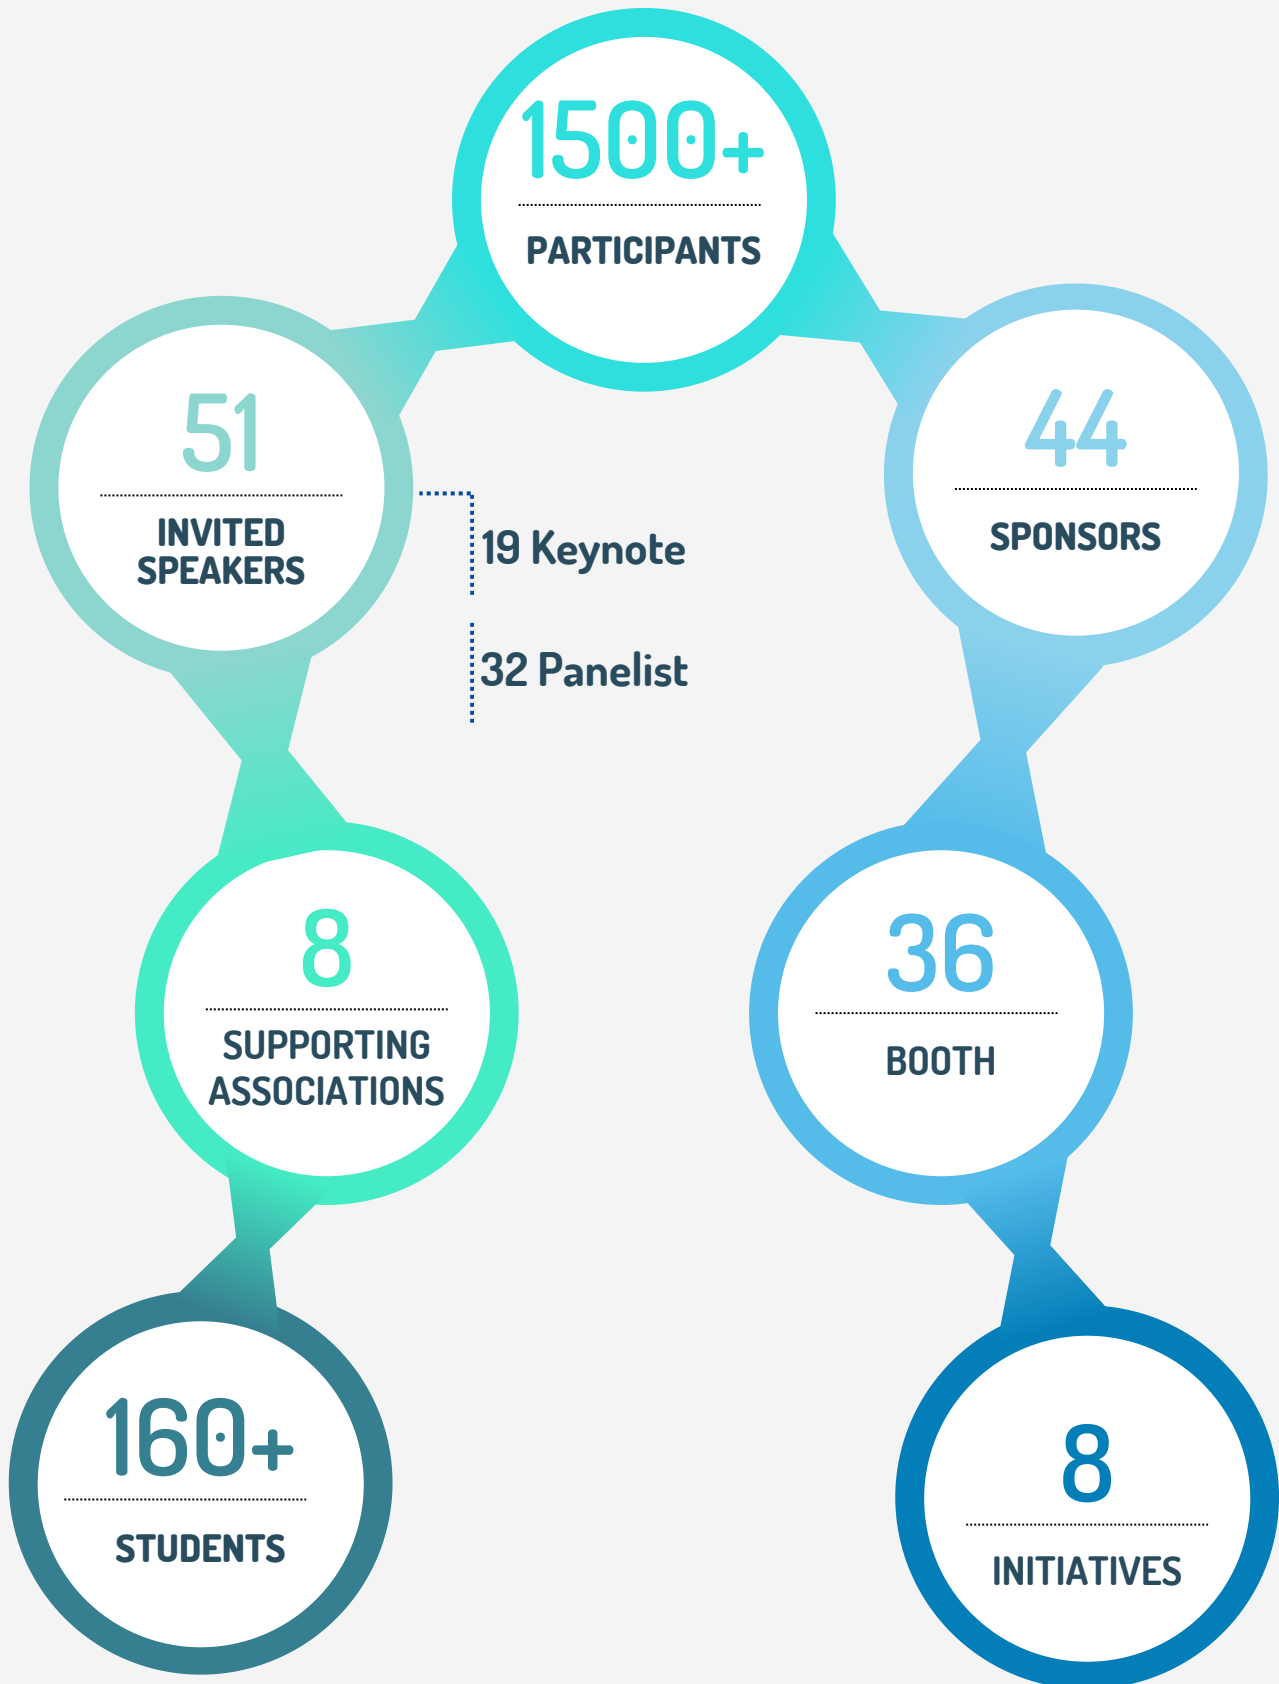 1500+
PARTICIPANTS
51
INVITED
SPEAKERS
19 Keynote
32 Panelist
44
SPONSORS
8
SUPPORTING
ASSOCIATIONS
36
BOOTH
160+
STUDENTS
8
INITIATIVES